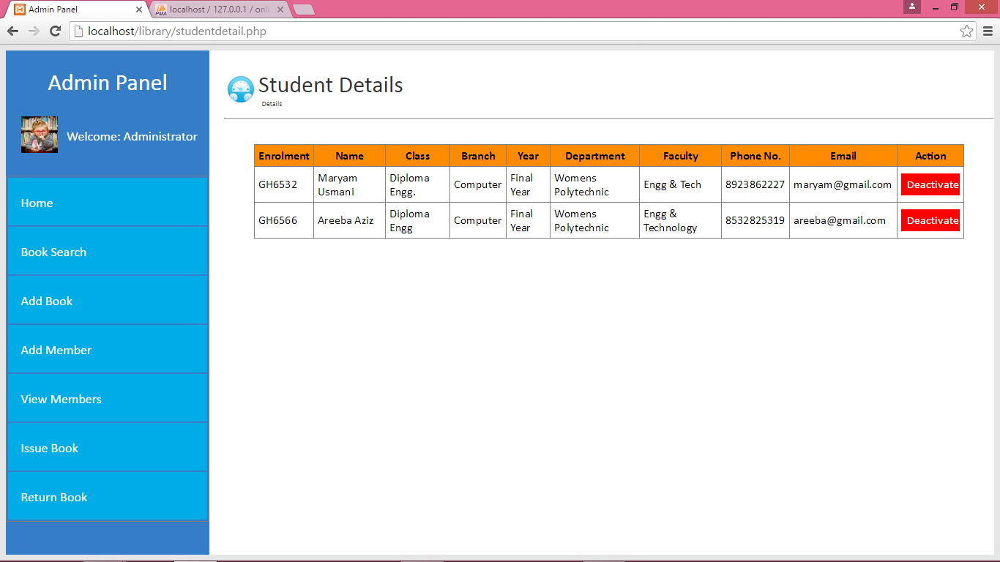 Admin Panel
localhost / 127.0.0.1 / onli
localhost/library/studentdetail.php
Admin Panel
Welcome: Administrator
Home
Book Search
Add Book
Add Member
View Members
Issue Book
Return Book
Student Details
Details
Enrolment Name Class Branch Year Department Faculty Phone No. Email Action
GH6532 Maryam Usmani Diploma Engg. Computer Final Year Womens Polytechnic Engg & Tech 8923862227 maryam@gmail.com Deactivate
GH6566 Areeba Aziz Diploma Engg Computer Final Year Womens Polytechnic Engg & Technology 8532825319 areeba@gmail.com Deactivate